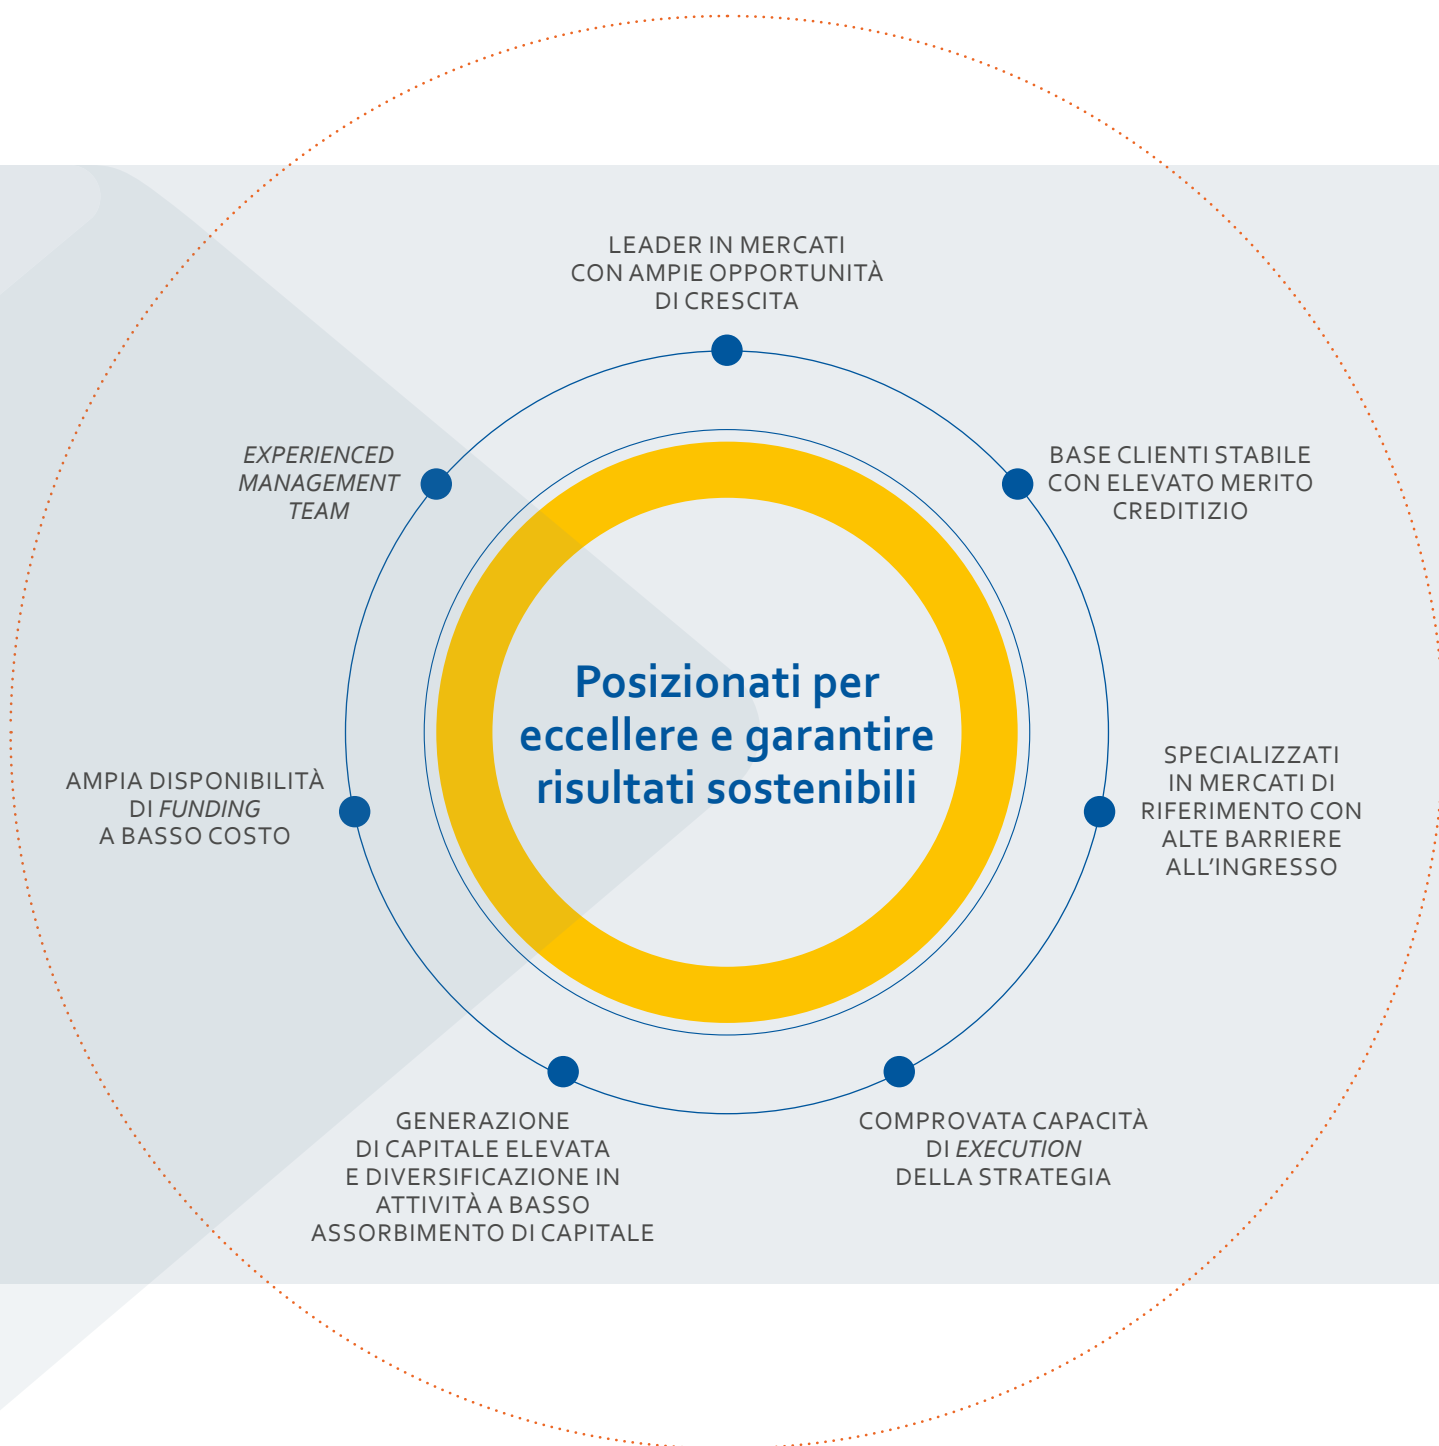 LEADER IN MERCATI
CON AMPIE OPPORTUNITÀ
DI CRESCITA
BASE CLIENTI STABILE
CON ELEVATO MERITO
CREDITIZIO
SPECIALIZZATI
IN MERCATI DI
RIFERIMENTO CON
ALTE BARRIERE
ALL’INGRESSO
COMPROVATA CAPACITÀ
DI EXECUTION
DELLA STRATEGIA
GENERAZIONE
DI CAPITALE ELEVATA
E DIVERSIFICAZIONE IN
ATTIVITÀ A BASSO
ASSORBIMENTO DI CAPITALE
AMPIA DISPONIBILITÀ
DI FUNDING
A BASSO COSTO
EXPERIENCED
MANAGEMENT
TEAM
Posizionati per
eccellere e garantire
risultati sostenibili